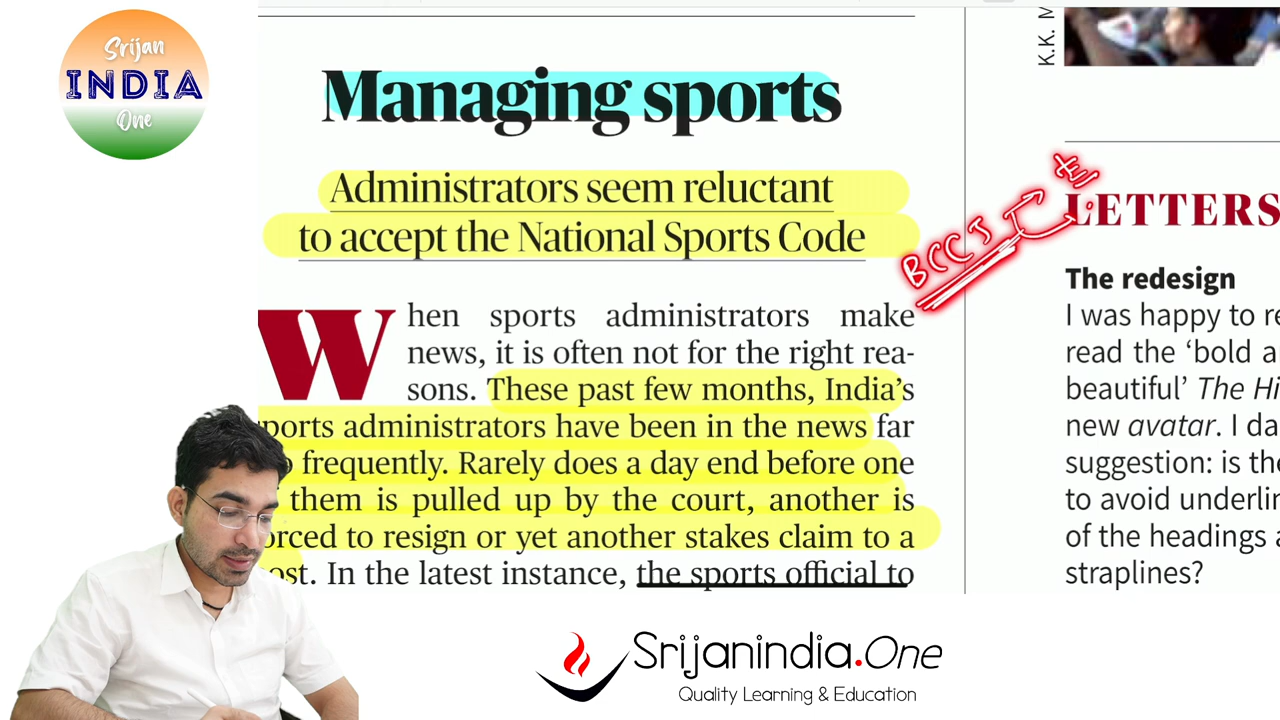 Srijan
INDIA
One
Managing sports
Administrators seem reluctant
to accept the National Sports Code
When sports administrators make
news, it is often not for the right rea-
sons. These past few months, India's
ports administrators have been in the news far
frequently. Rarely does a day end before one
them is pulled up by the court, another is
orced to resign or yet another stakes claim to a
ost. In the latest instance, the sports official to
BCCI
K.K. M
LETTERS
The redesign
I was happy to re
read the ‘bold a
beautiful’ The Hi
new avatar. I da
suggestion: is the
to avoid underlin
of the headings a
straplines?
Srijanindia.One
Quality Learning & Education